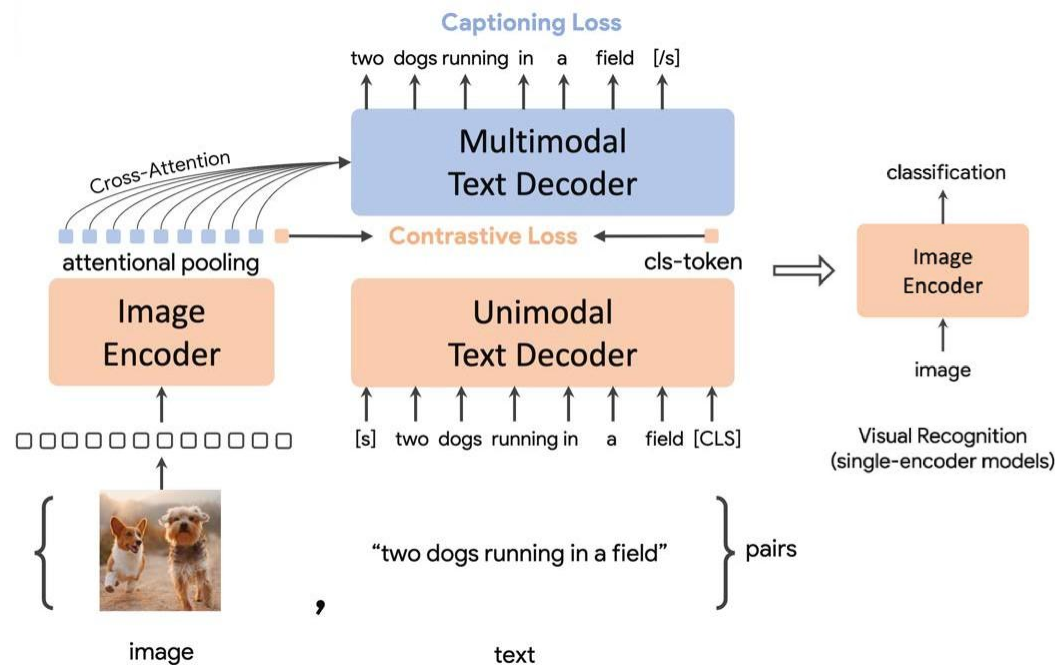 Captioning Loss
two dogs running in a field [/s]
Multimodal
Text Decoder
Cross-Attention
Contrastive Loss
attentional pooling
cls-token
Image
Encoder
Unimodal
Text Decoder
[s] two dogs running in a field [CLS]
“two dogs running in a field”
pairs
,
image
text
classification
Image
Encoder
image
Visual Recognition
(single-encoder models)